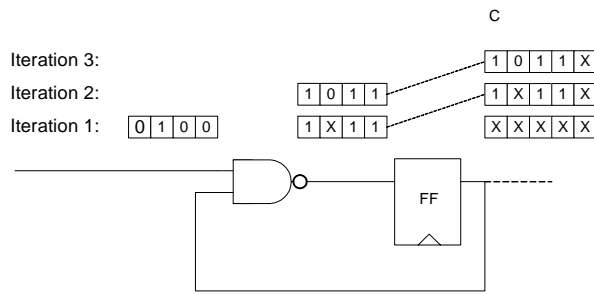 C
Iteration 3: 1 0 1 1 X
Iteration 2: 1 0 1 1 1 X 1 1 X
Iteration 1: 0 1 0 0 1 X 1 1 X X X X X
FF